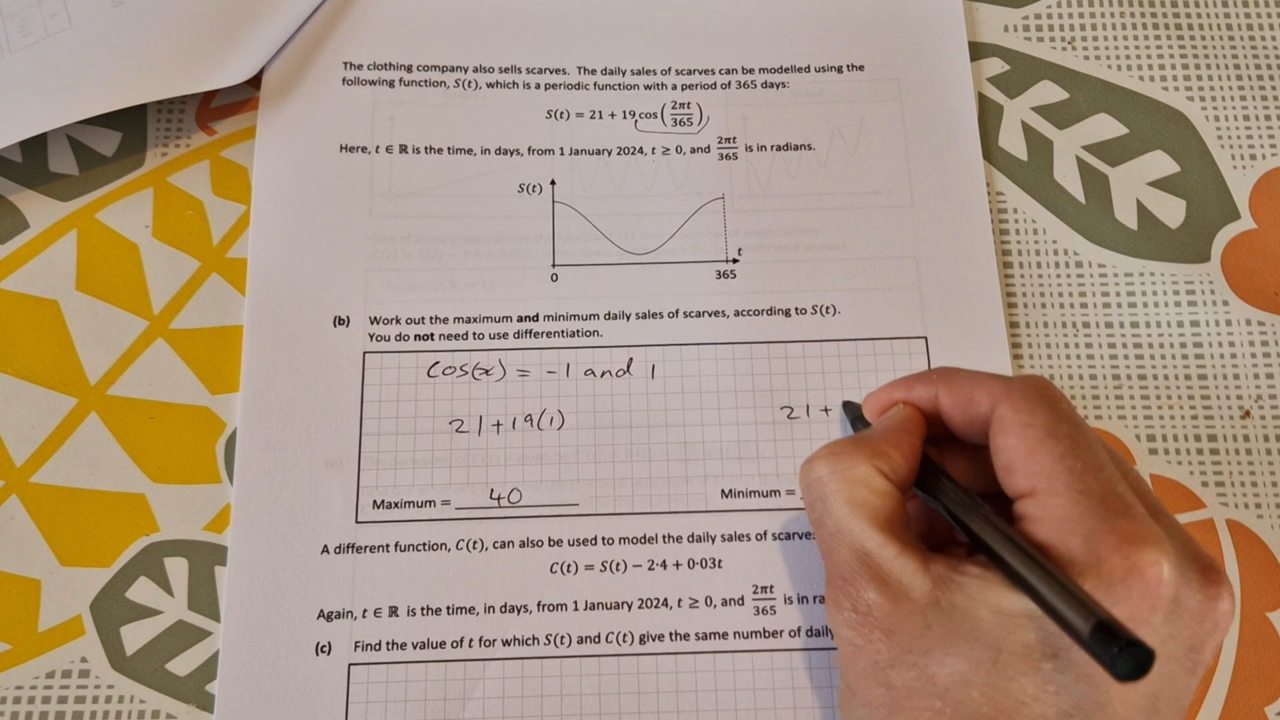 The clothing company also sells scarves. The daily sales of scarves can be modelled using the
following function, S(t), which is a periodic function with a period of 365 days:
S(t) = 21 + 19 cos(2πt/365)
Here, t ∈ ℝ is the time, in days, from 1 January 2024, t ≥ 0, and 2πt/365 is in radians.
S(t)
t
0 365
(b) Work out the maximum and minimum daily sales of scarves, according to S(t).
You do not need to use differentiation.
Cos(x) = -1 and 1
21+19(1) 21+
Maximum = 40 Minimum =
A different function, C(t), can also be used to model the daily sales of scarve
C(t) = S(t) − 2·4 + 0·03t
Again, t ∈ ℝ is the time, in days, from 1 January 2024, t ≥ 0, and 2πt/365 is in ra
(c) Find the value of t for which S(t) and C(t) give the same number of daily